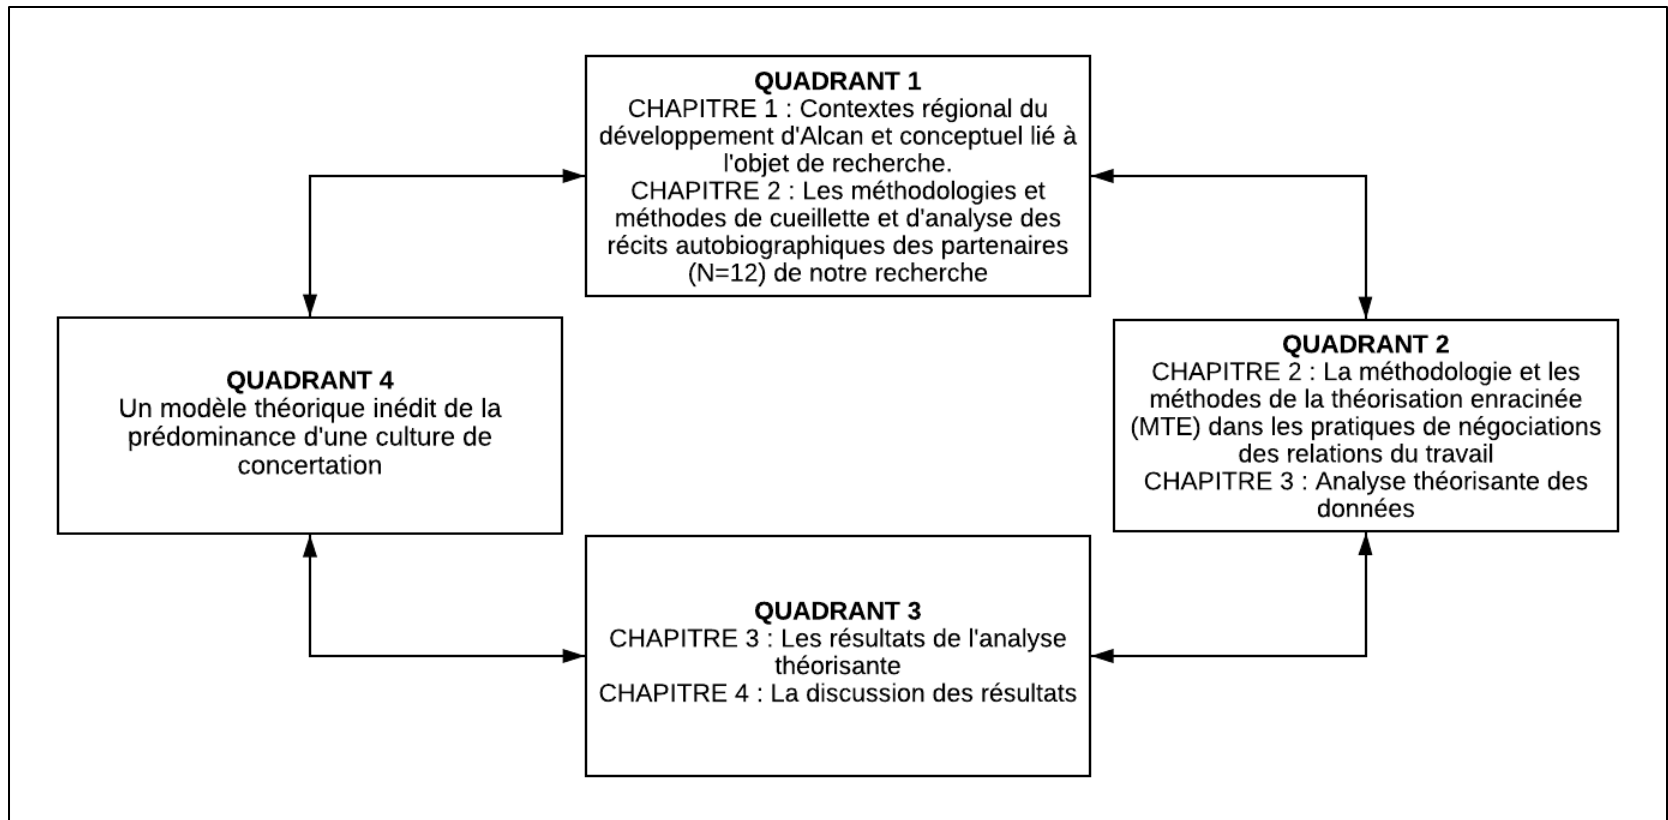 QUADRANT 1
CHAPITRE 1 : Contextes régional du
développement d'Alcan et conceptuel lié à
l'objet de recherche.
CHAPITRE 2 : Les méthodologies et
méthodes de cueillette et d'analyse des
récits autobiographiques des partenaires
(N=12) de notre recherche
QUADRANT 2
CHAPITRE 2 : La méthodologie et les
méthodes de la théorisation enracinée
(MTE) dans les pratiques de négociations
des relations du travail
CHAPITRE 3 : Analyse théorisante des
données
QUADRANT 3
CHAPITRE 3 : Les résultats de l'analyse
théorisante
CHAPITRE 4 : La discussion des résultats
QUADRANT 4
Un modèle théorique inédit de la
prédominance d'une culture de
concertation